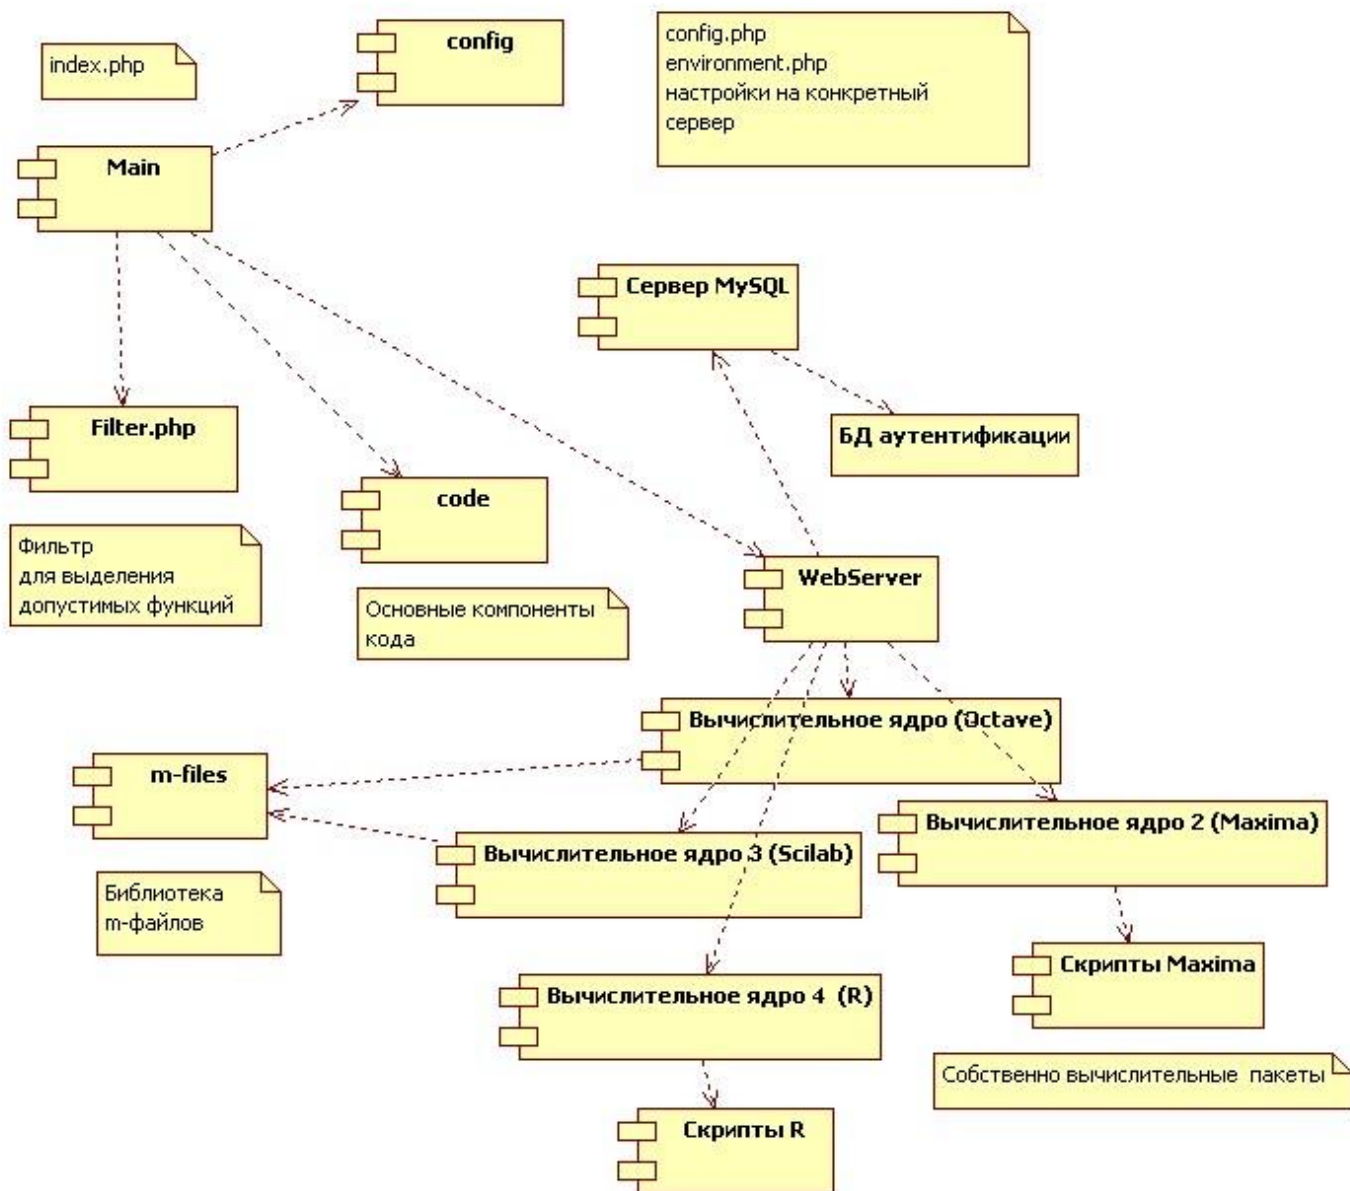 config
config.php
environment.php
настройки на конкретный
сервер
index.php
Main
Сервер MySQL
Filter.php
БД аутентификации
code
Фильтр
для выделения
допустимых функций
WebServer
Основные компоненты
кода
Вычислительное ядро (Octave)
m-files
Вычислительное ядро 2 (Maxima)
Вычислительное ядро 3 (Scilab)
Библиотека
m-файлов
Скрипты Maxima
Вычислительное ядро 4 (R)
Собственно вычислительные пакеты
Скрипты R